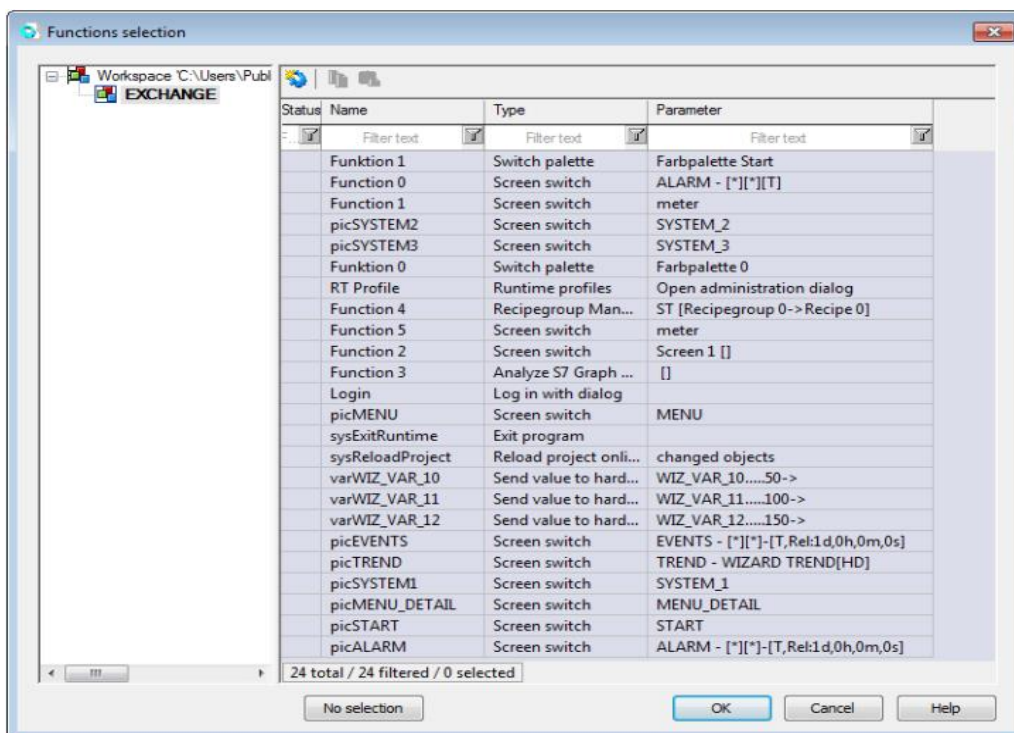 Functions selection
Workspace 'C:\Users\Publ
EXCHANGE
Status Name Type Parameter
F... Filter text Filter text Filter text
Funktion 1 Switch palette Farbpalette Start
Function 0 Screen switch ALARM - [*][*][T]
Function 1 Screen switch meter
picSYSTEM2 Screen switch SYSTEM_2
picSYSTEM3 Screen switch SYSTEM_3
Funktion 0 Switch palette Farbpalette 0
RT Profile Runtime profiles Open administration dialog
Function 4 Recipegroup Man... ST [Recipegroup 0->Recipe 0]
Function 5 Screen switch meter
Function 2 Screen switch Screen 1 []
Function 3 Analyze S7 Graph ... []
Login Log in with dialog
picMENU Screen switch MENU
sysExitRuntime Exit program
sysReloadProject Reload project onli... changed objects
varWIZ_VAR_10 Send value to hard... WIZ_VAR_10.....50->
varWIZ_VAR_11 Send value to hard... WIZ_VAR_11.....100->
varWIZ_VAR_12 Send value to hard... WIZ_VAR_12.....150->
picEVENTS Screen switch EVENTS - [*][*]-[T,Rel:1d,0h,0m,0s]
picTREND Screen switch TREND - WIZARD TREND[HD]
picSYSTEM1 Screen switch SYSTEM_1
picMENU_DETAIL Screen switch MENU_DETAIL
picSTART Screen switch START
picALARM Screen switch ALARM - [*][*]-[T,Rel:1d,0h,0m,0s]
24 total / 24 filtered / 0 selected
No selection OK Cancel Help